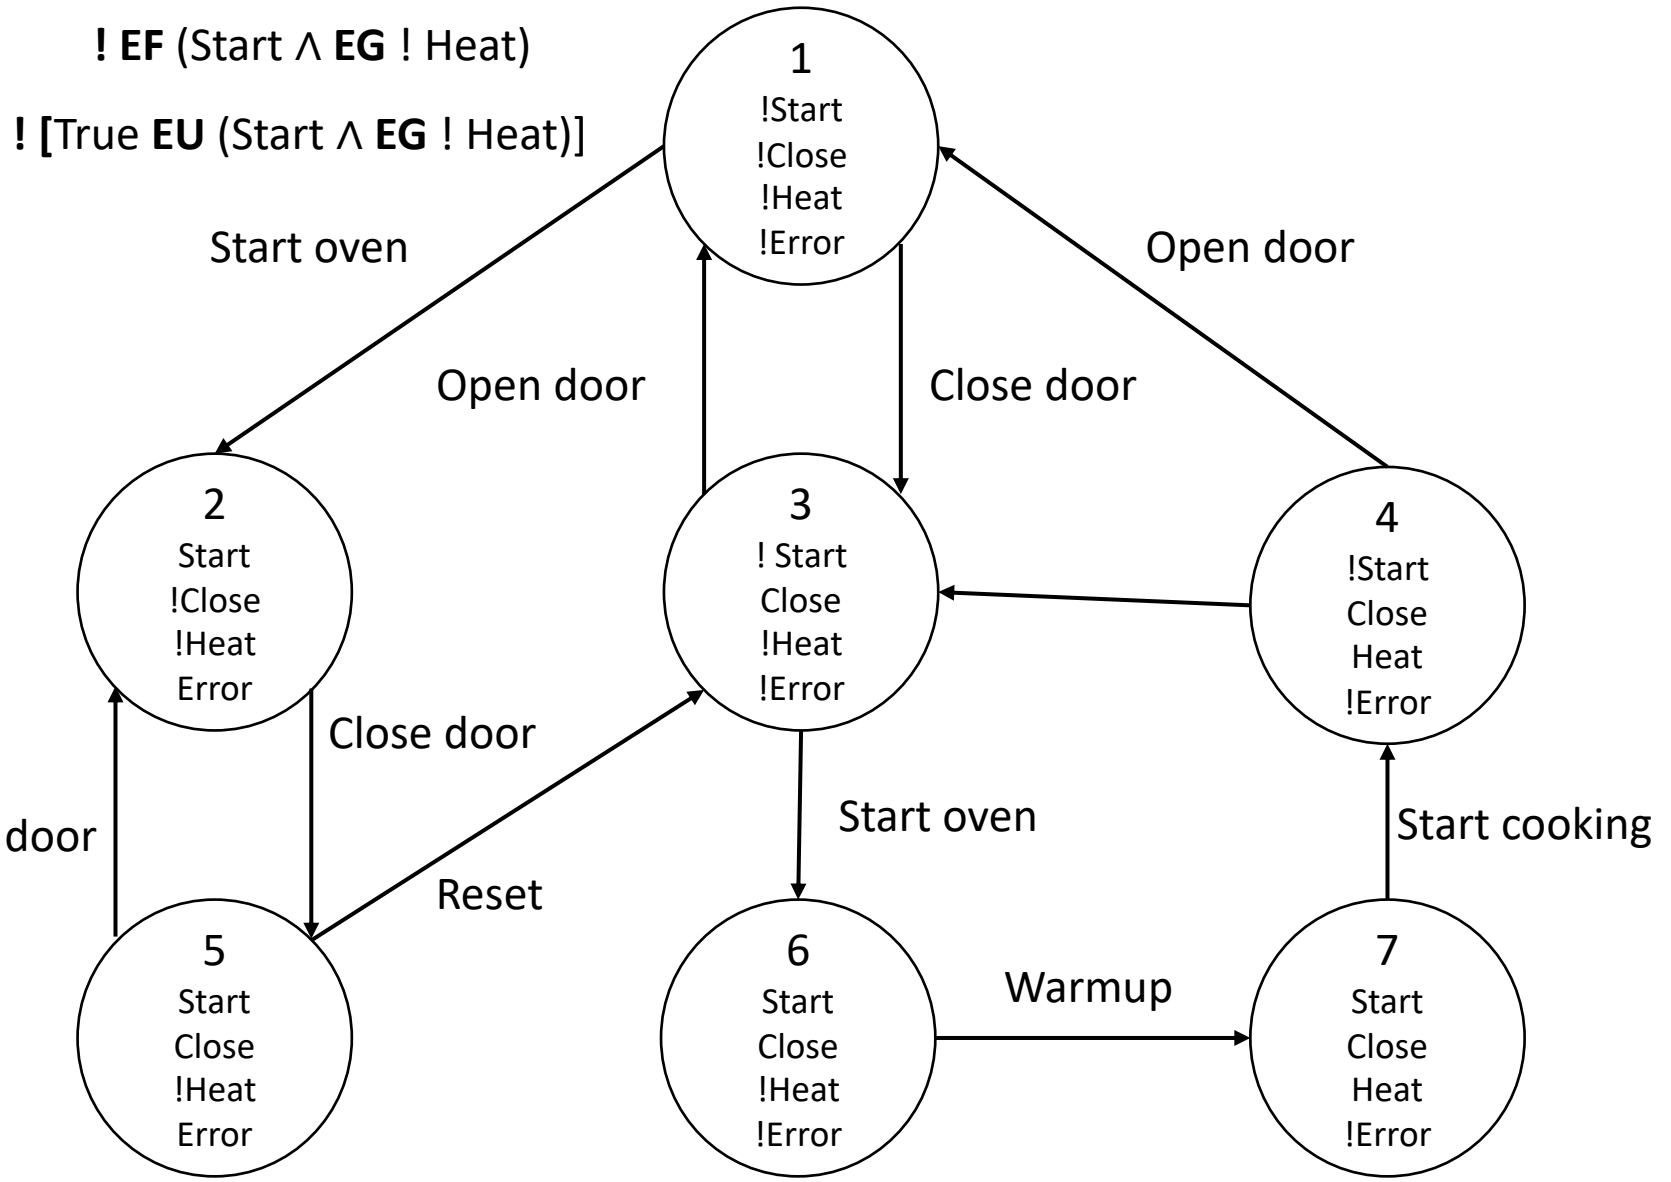 ! EF (Start ∧ EG ! Heat)
! [True EU (Start ∧ EG ! Heat)]
1
!Start
!Close
!Heat
!Error
Start oven
Open door
Open door
Close door
2
Start
!Close
!Heat
Error
3
! Start
Close
!Heat
!Error
4
!Start
Close
Heat
!Error
Close door
door
Start oven
Start cooking
Reset
5
Start
Close
!Heat
Error
6
Start
Close
!Heat
!Error
Warmup
7
Start
Close
Heat
!Error